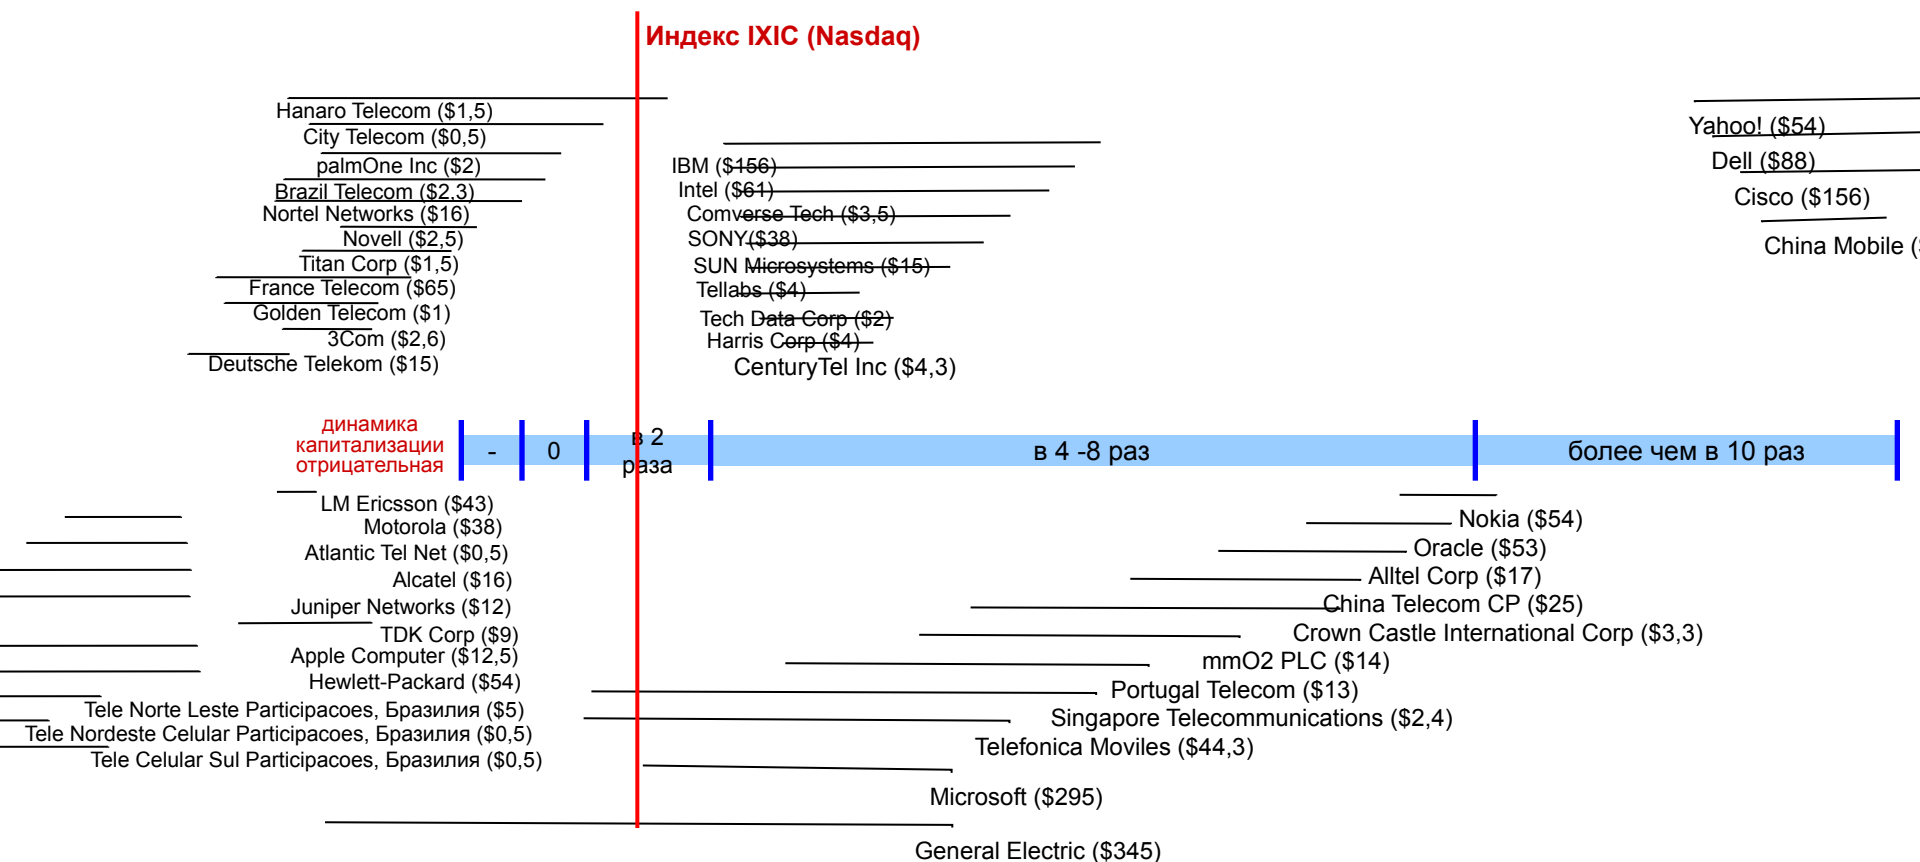 Индекс IXIC (Nasdaq)
Hanaro Telecom ($1,5)
City Telecom ($0,5)
palmOne Inc ($2)
Brazil Telecom ($2,3)
Nortel Networks ($16)
Novell ($2,5)
Titan Corp ($1,5)
France Telecom ($65)
Golden Telecom ($1)
3Com ($2,6)
Deutsche Telekom ($15)
IBM ($156)
Intel ($61)
Comverse Tech ($3,5)
SONY($38)
SUN Microsystems ($15)
Tellabs ($4)
Tech Data Corp ($2)
Harris Corp ($4)
CenturyTel Inc ($4,3)
Yahoo! ($54)
Dell ($88)
Cisco ($156)
China Mobile (
динамика
капитализации
отрицательная
-
0
в 2
раза
в 4 -8 раз
более чем в 10 раз
LM Ericsson ($43)
Motorola ($38)
Atlantic Tel Net ($0,5)
Alcatel ($16)
Juniper Networks ($12)
TDK Corp ($9)
Apple Computer ($12,5)
Hewlett-Packard ($54)
Tele Norte Leste Participacoes, Бразилия ($5)
Tele Nordeste Celular Participacoes, Бразилия ($0,5)
Tele Celular Sul Participacoes, Бразилия ($0,5)
Nokia ($54)
Oracle ($53)
Alltel Corp ($17)
China Telecom CP ($25)
Crown Castle International Corp ($3,3)
mmO2 PLC ($14)
Portugal Telecom ($13)
Singapore Telecommunications ($2,4)
Telefonica Moviles ($44,3)
Microsoft ($295)
General Electric ($345)